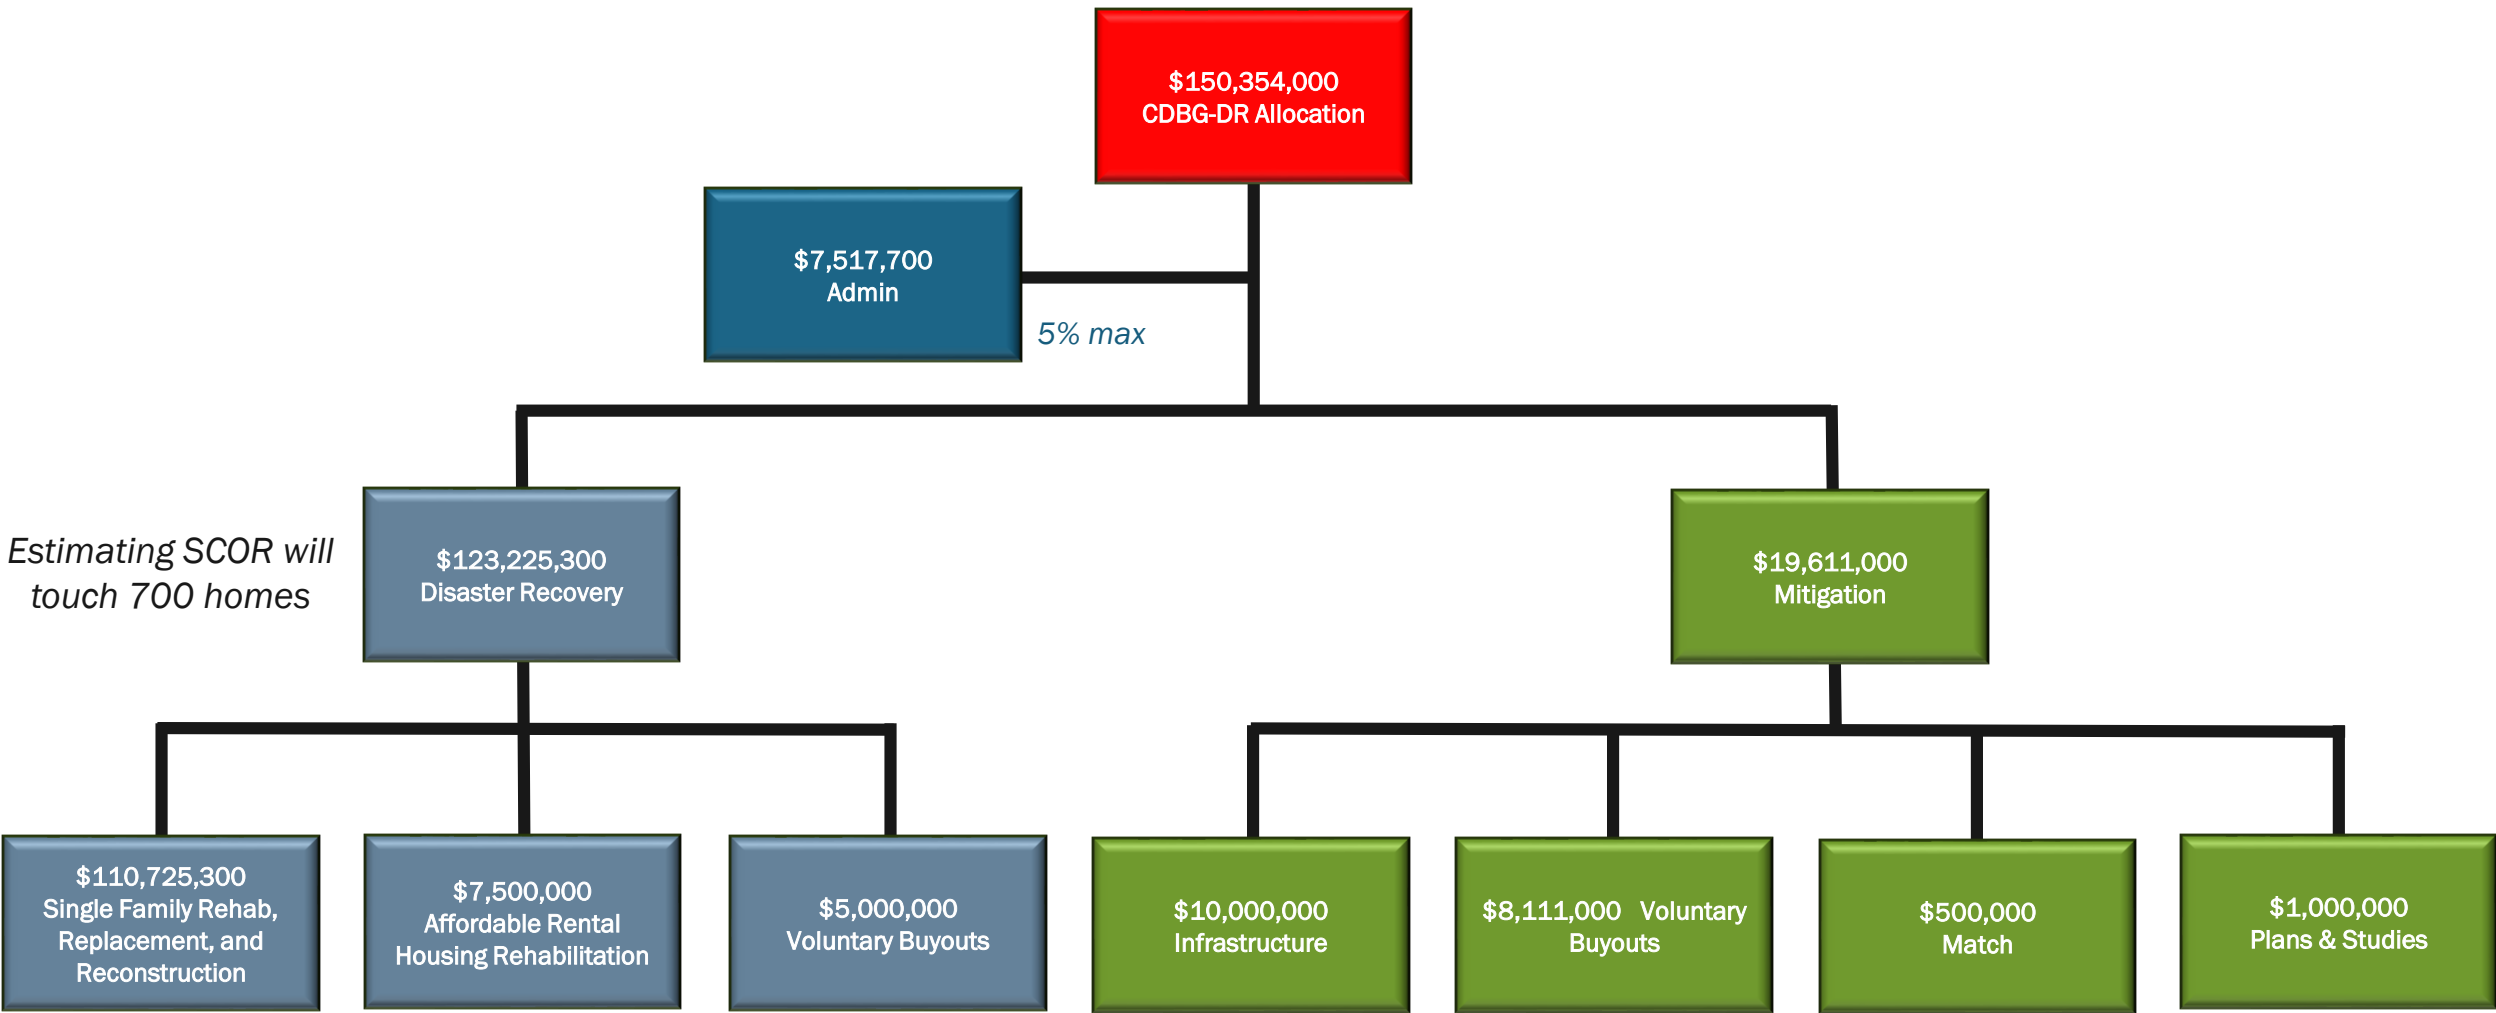 $150,354,000
CDBG-DR Allocation
$7,517,700
Admin
5% max
Estimating SCOR will
touch 700 homes
$123,225,300
Disaster Recovery
$19,611,000
Mitigation
$110,725,300
Single Family Rehab,
Replacement, and
Reconstruction
$7,500,000
Affordable Rental
Housing Rehabilitation
$5,000,000
Voluntary Buyouts
$10,000,000
Infrastructure
$8,111,000 Voluntary
Buyouts
$500,000
Match
$1,000,000
Plans & Studies